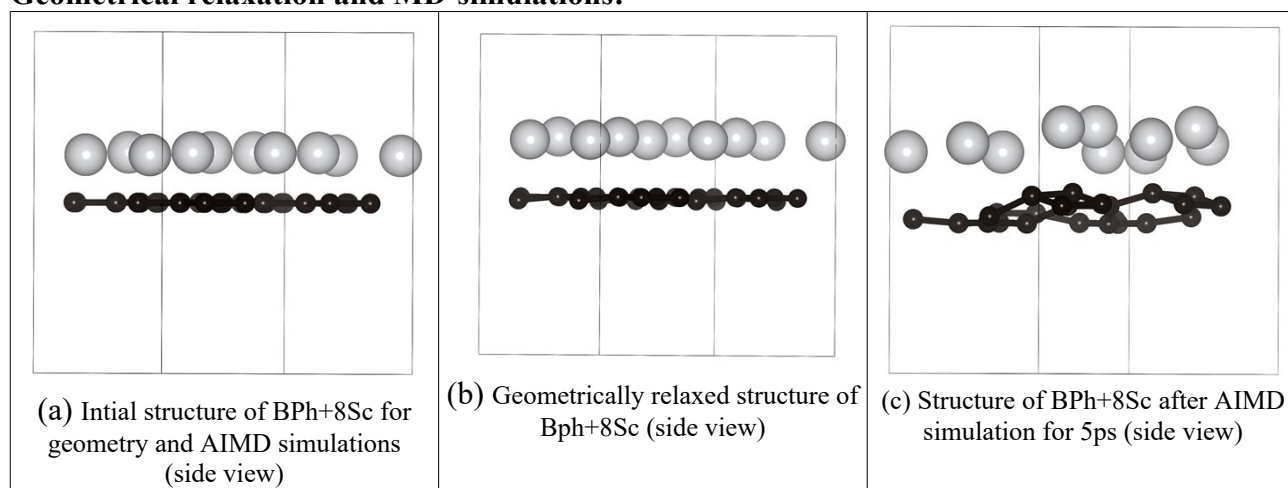 Geometrical relaxation and MD simulations:
(a) Intial structure of BPh+8Sc for
geometry and AIMD simulations
(side view)
(b) Geometrically relaxed structure of
Bph+8Sc (side view)
(c) Structure of BPh+8Sc after AIMD
simulation for 5ps (side view)